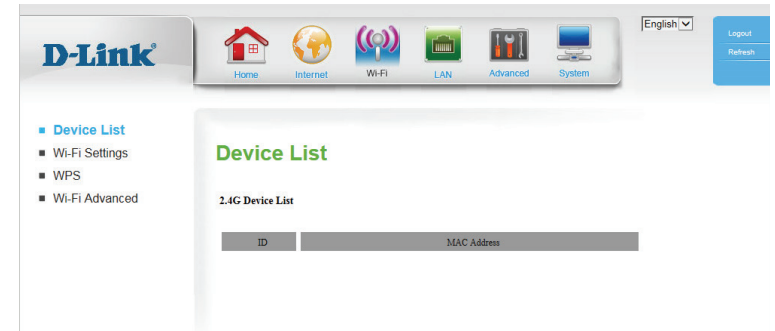 D-Link
Home
Internet
Wi-Fi
LAN
Advanced
System
English
Logout
Refresh
Device List
Wi-Fi Settings
WPS
Wi-Fi Advanced
Device List
2.4G Device List
ID MAC Address